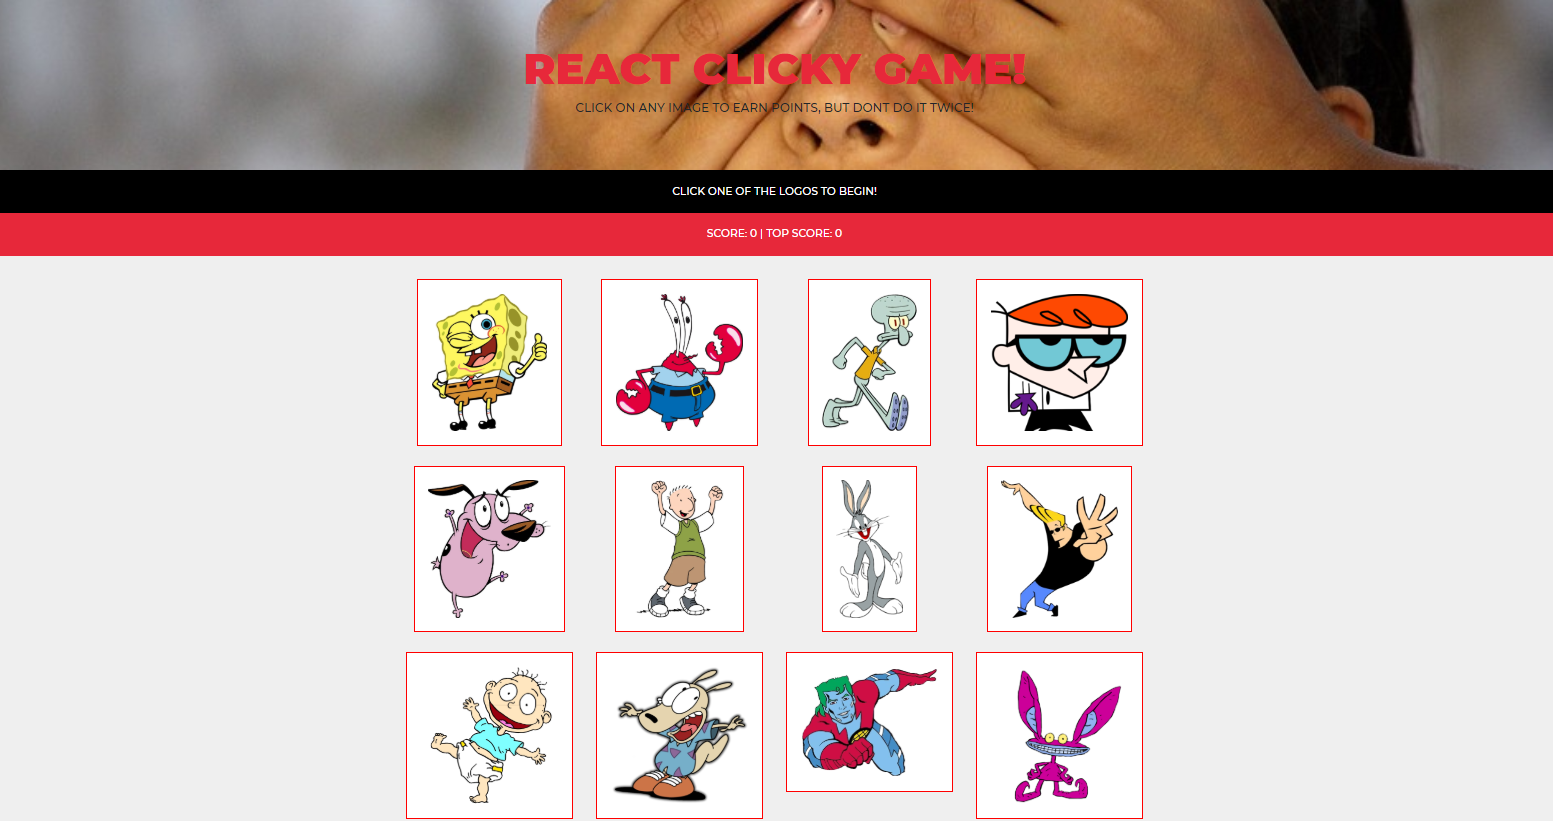 REACT CLICKY GAME!
CLICK ON ANY IMAGE TO EARN POINTS, BUT DONT DO IT TWICE!
CLICK ONE OF THE LOGOS TO BEGIN!
SCORE: 0 | TOP SCORE: 0